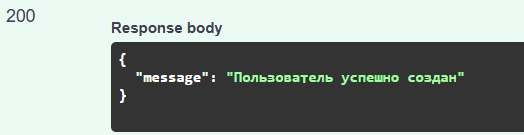 200
Response body
{
"message": "Пользователь успешно создан"
}